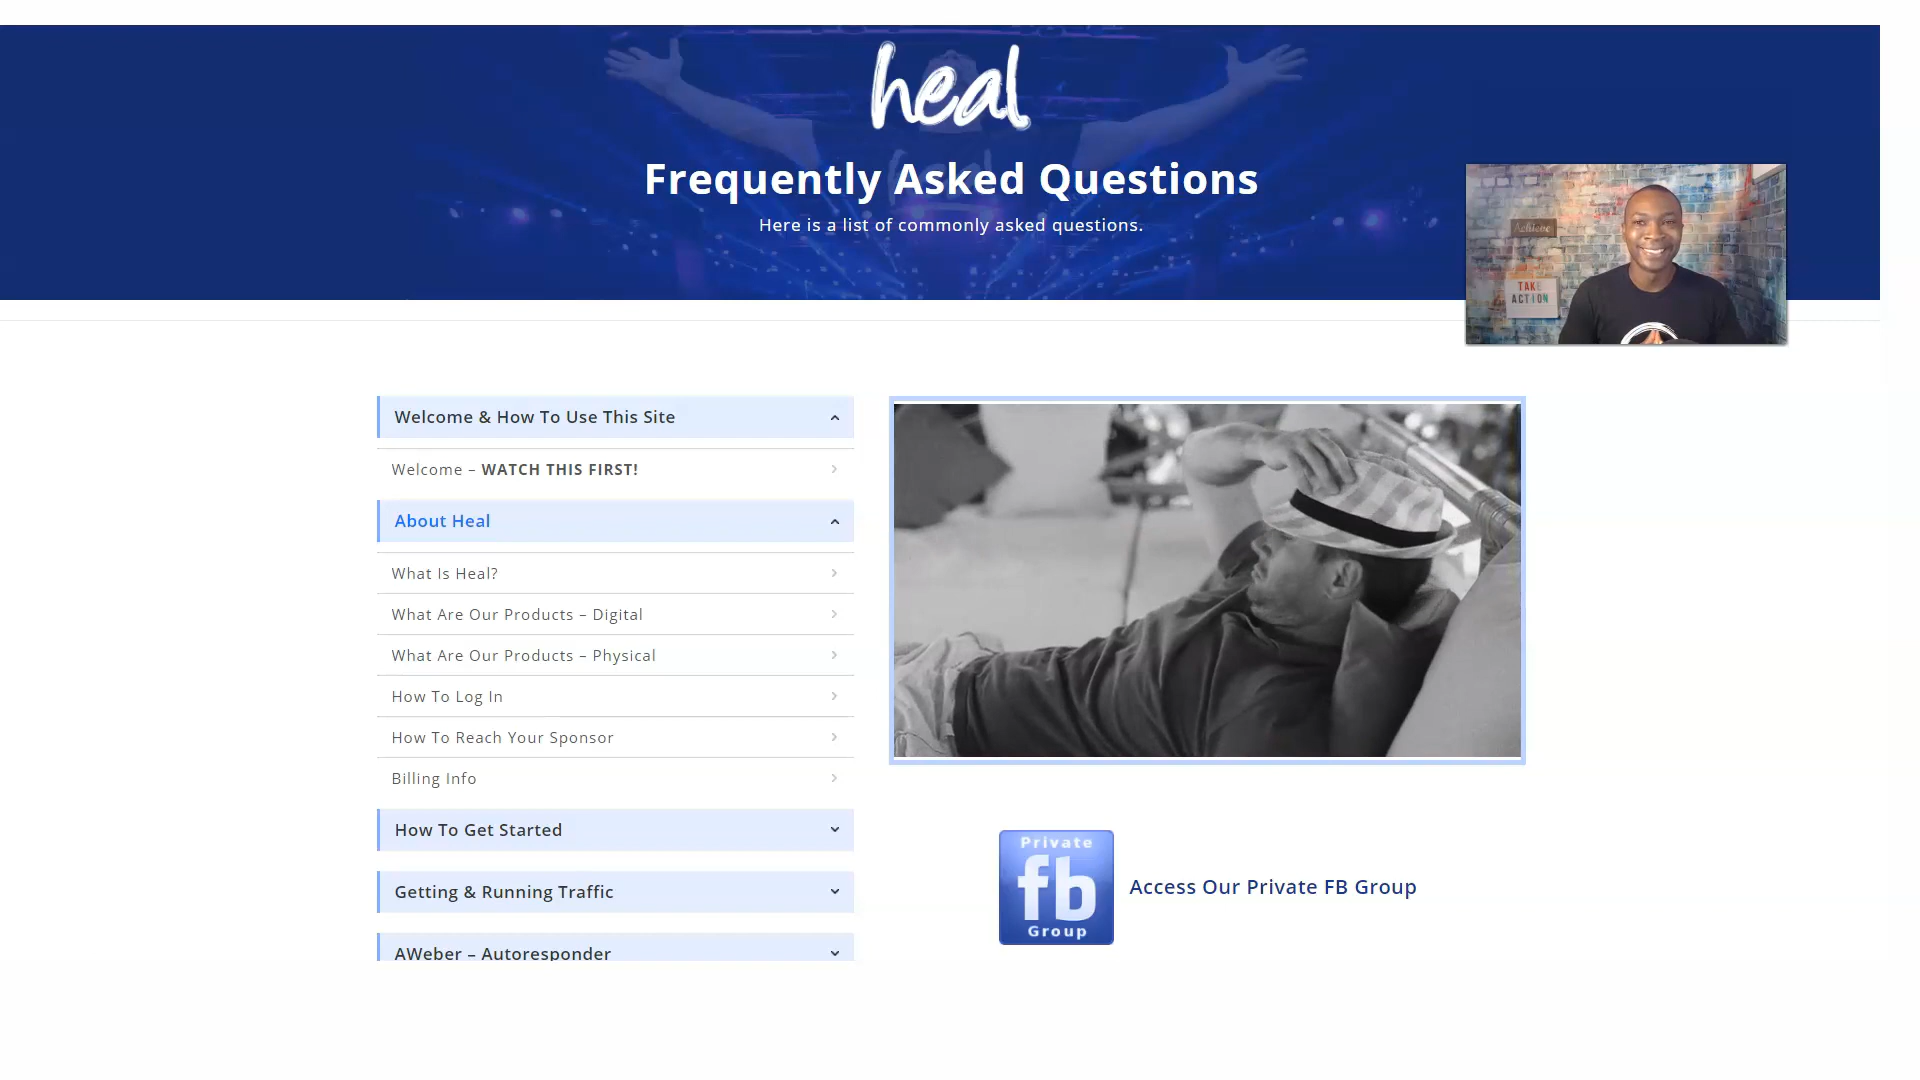 heal
Frequently Asked Questions
Here is a list of commonly asked questions.
Achieve
TAKE
ACTION
Welcome & How To Use This Site
Welcome – WATCH THIS FIRST!
About Heal
What Is Heal?
What Are Our Products – Digital
What Are Our Products – Physical
How To Log In
How To Reach Your Sponsor
Billing Info
How To Get Started
Getting & Running Traffic
AWeber – Autoresponder
Private
fb
Group
Access Our Private FB Group